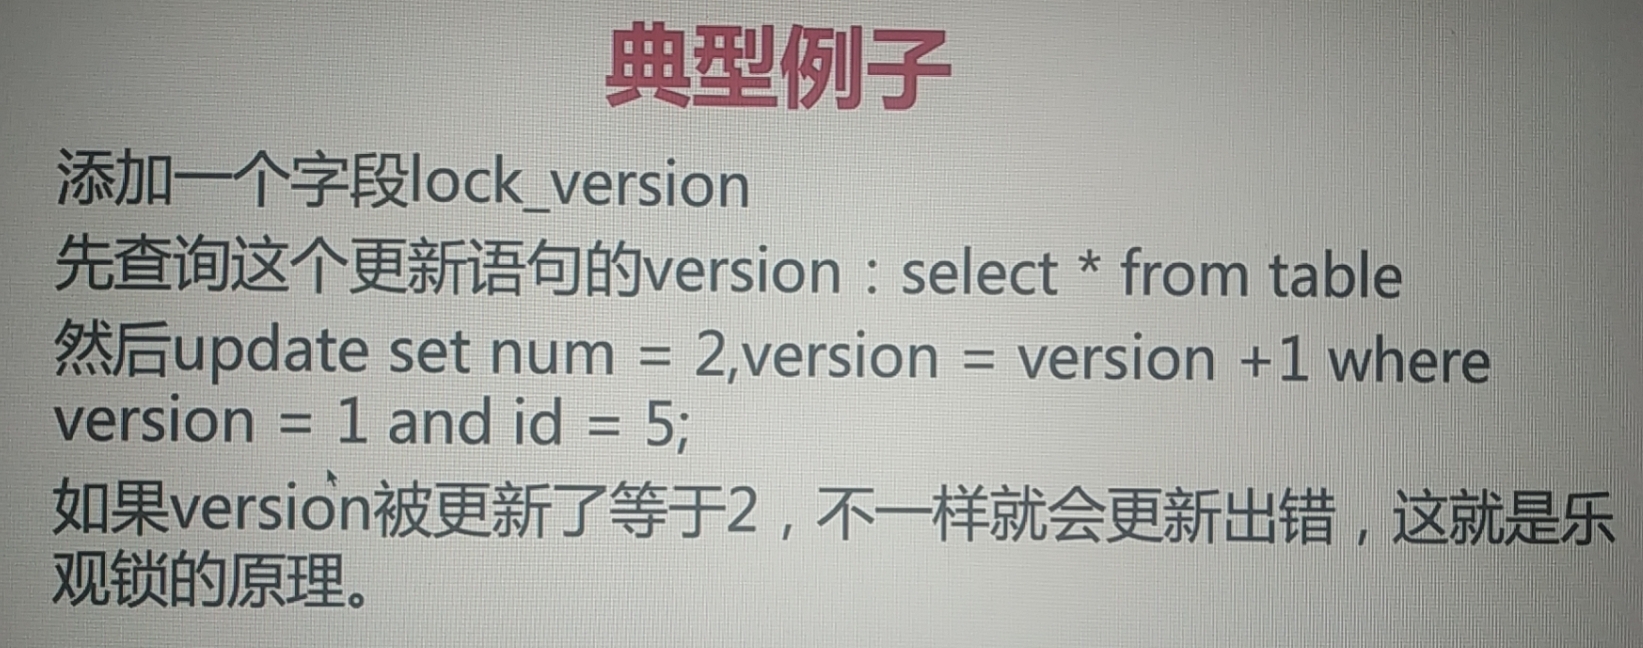 典型例子
添加一个字段lock_version
先查询这个更新语句的version：select * from table
然后update set num = 2,version = version +1 where
version = 1 and id = 5;
如果version被更新了等于2，不一样就会更新出错，这就是乐
观锁的原理。